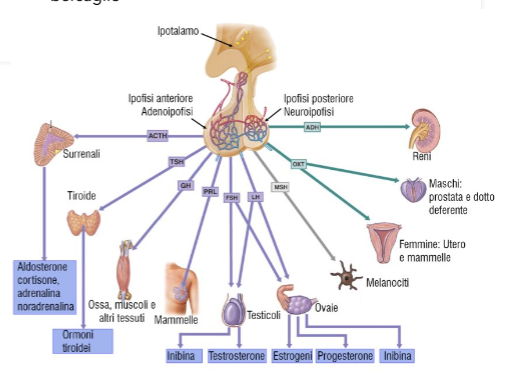 Ipotalamo
Ipofisi anteriore
Adenoipofisi
Ipofisi posteriore
Neuroipofisi
ACTH
ADH
Surrenali
TSH
Reni
OXT
GH
PRL
FSH
LH
MSH
Maschi:
prostata e dotto
deferente
Tiroide
Femmine: Utero
e mammelle
Aldosterone
cortisone,
adrenalina
noradrenalina
Melanociti
Ossa, muscoli e
altri tessuti
Mammelle
Testicoli
Ovaie
Ormoni
tiroidei
Inibina
Testosterone
Estrogeni
Progesterone
Inibina